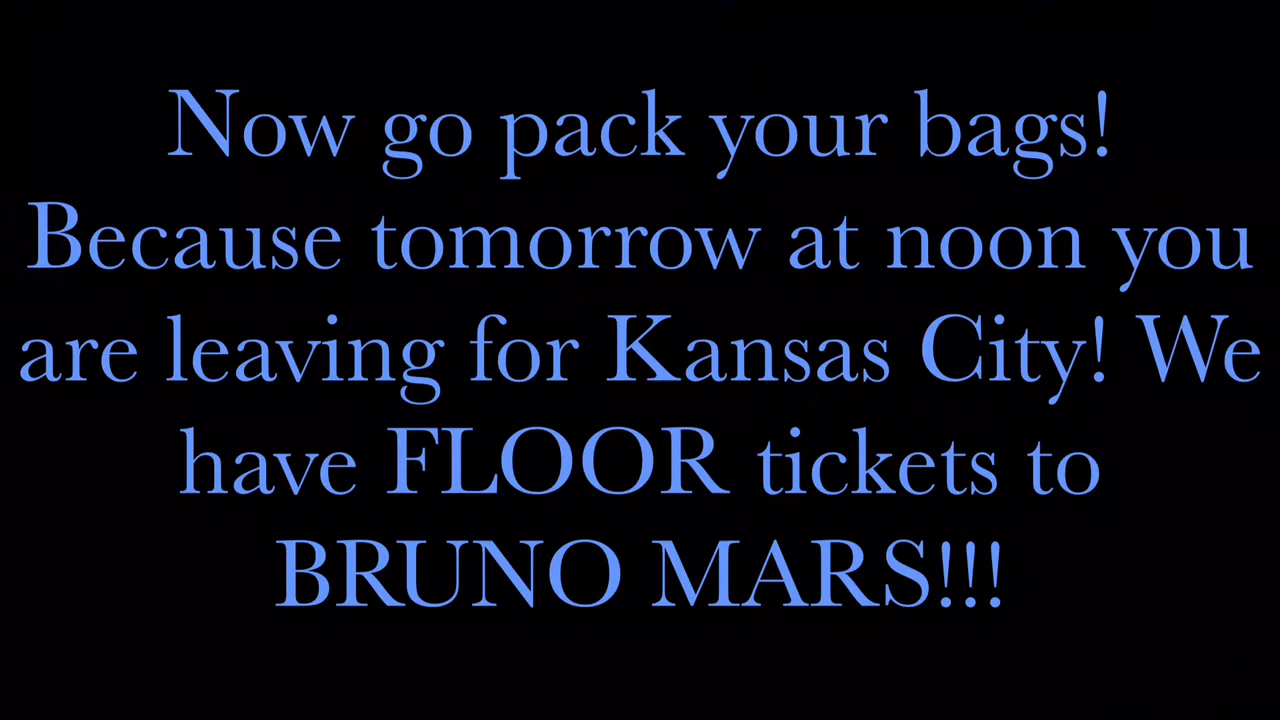 Now go pack your bags!
Because tomorrow at noon you
are leaving for Kansas City! We
have FLOOR tickets to
BRUNO MARS!!!